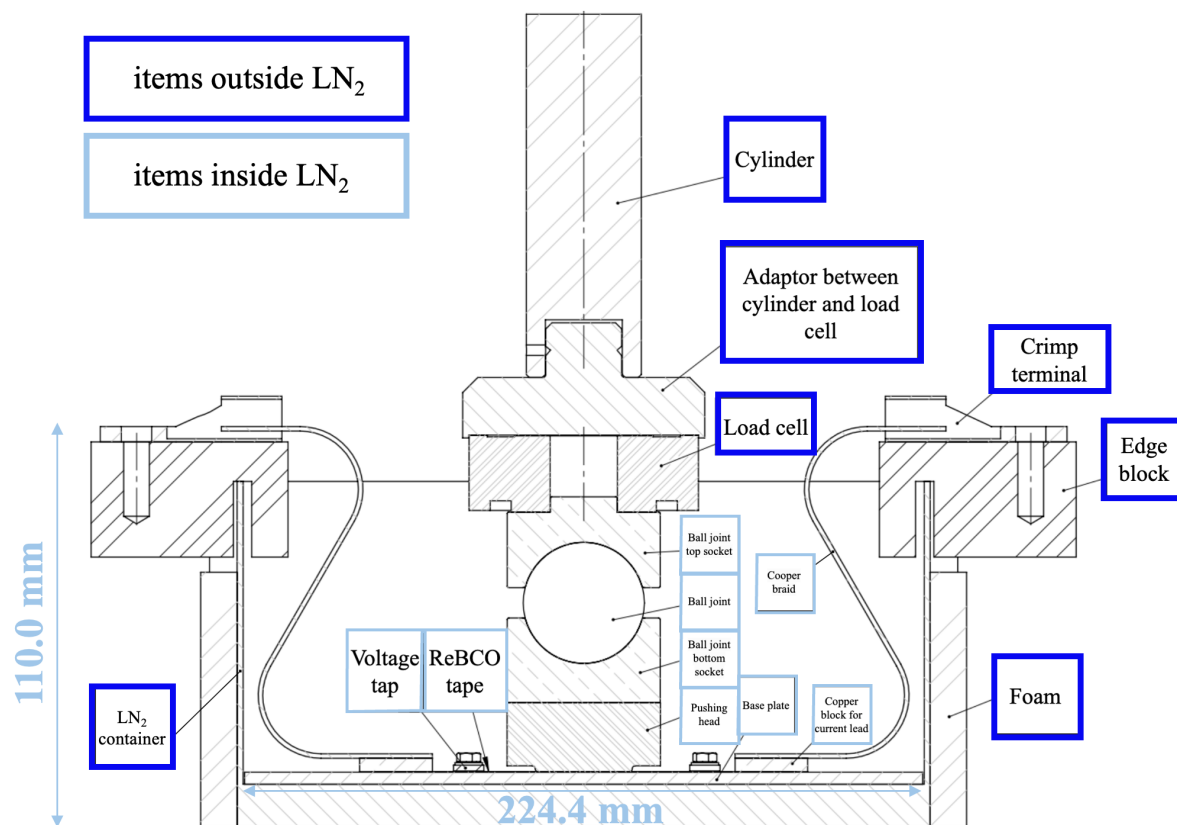 items outside LN₂
items inside LN₂
Cylinder
Adaptor between
cylinder and load
cell
Crimp
terminal
Load cell
Edge
block
Ball joint
top socket
Cooper
braid
Ball joint
Voltage
tap
ReBCO
tape
Ball joint
bottom
socket
Pushing
head
Base plate
Copper
block for
current lead
Foam
LN₂
container
110.0 mm
224.4 mm